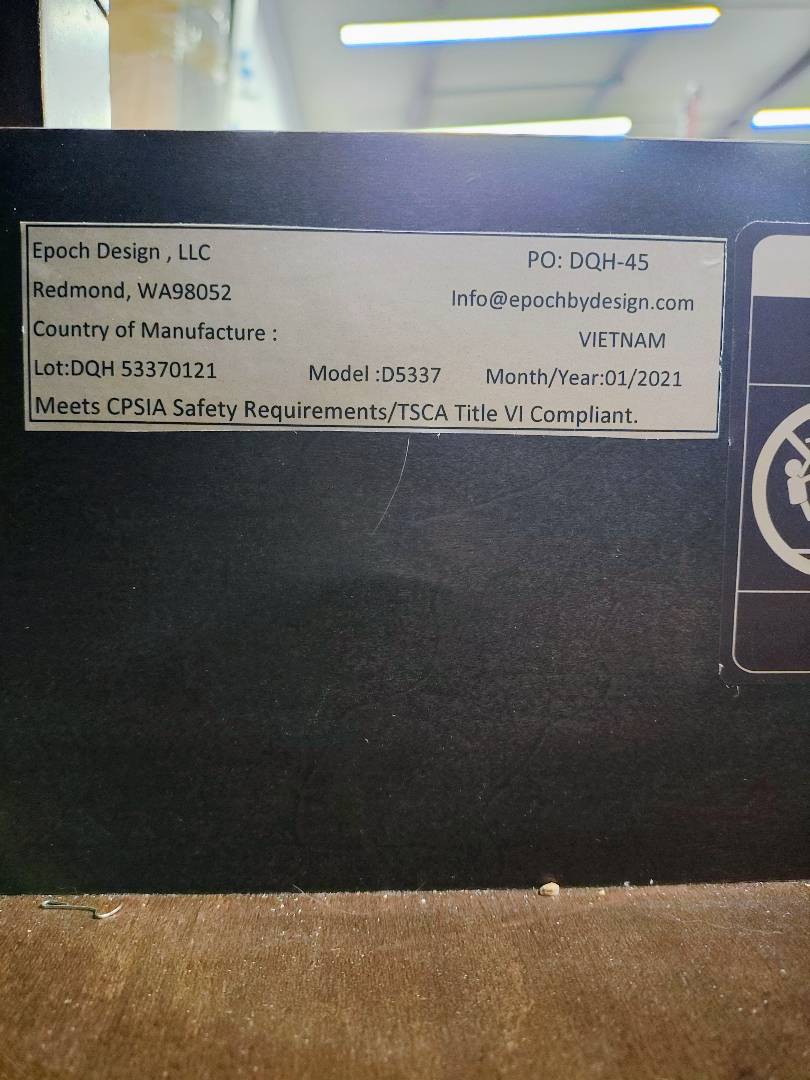 Epoch Design , LLC PO: DQH-45
Redmond, WA98052 Info@epochbydesign.com
Country of Manufacture : VIETNAM
Lot:DQH 53370121 Model :D5337 Month/Year:01/2021
Meets CPSIA Safety Requirements/TSCA Title VI Compliant.